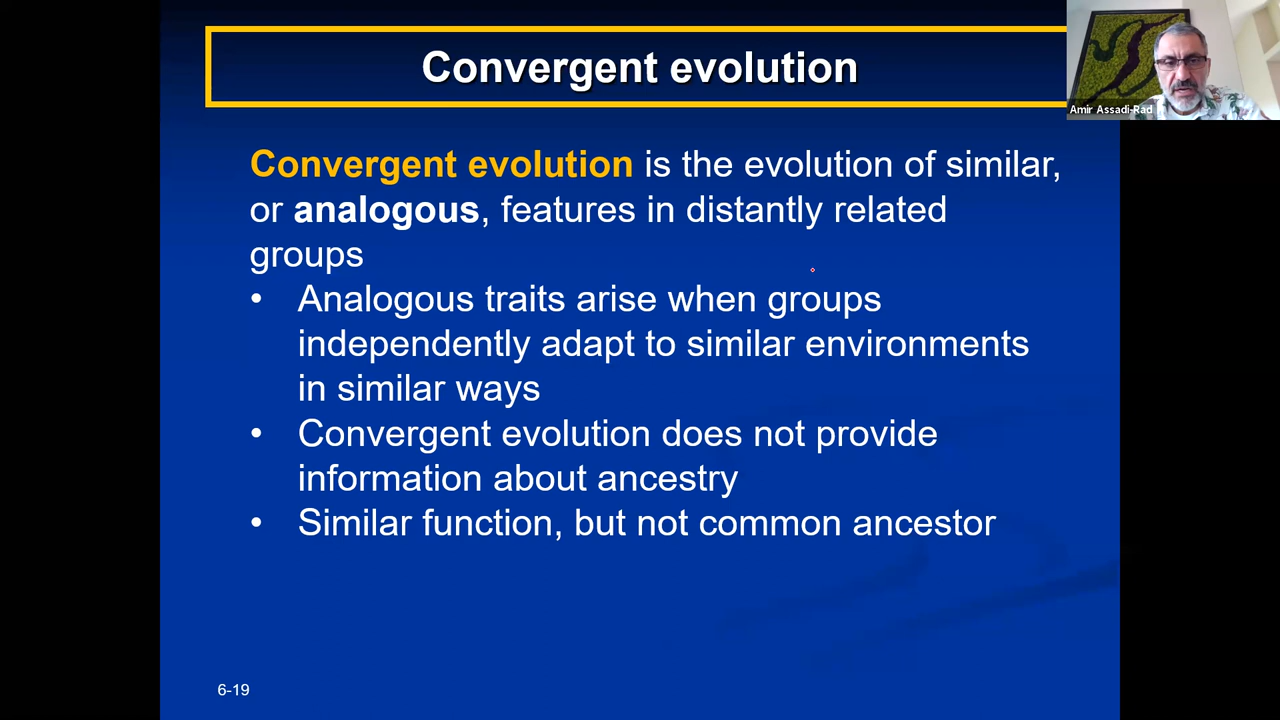 Convergent evolution
Amir Assadi-Rad
Convergent evolution is the evolution of similar,
or analogous, features in distantly related
groups
• Analogous traits arise when groups
independently adapt to similar environments
in similar ways
• Convergent evolution does not provide
information about ancestry
• Similar function, but not common ancestor
6-19